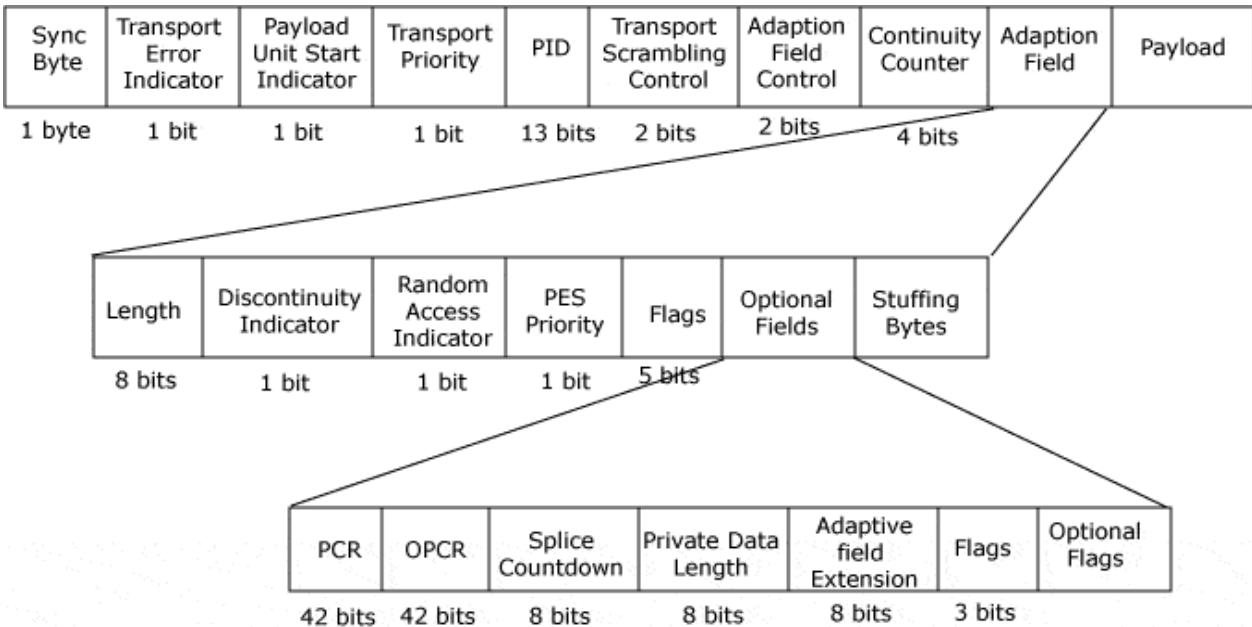 Sync
Byte
Transport
Error
Indicator
Payload
Unit Start
Indicator
Transport
Priority
PID
Transport
Scrambling
Control
Adaption
Field
Control
Continuity
Counter
Adaption
Field
Payload
1 byte
1 bit
1 bit
1 bit
13 bits
2 bits
2 bits
4 bits
Length
Discontinuity
Indicator
Random
Access
Indicator
PES
Priority
Flags
Optional
Fields
Stuffing
Bytes
8 bits
1 bit
1 bit
1 bit
5 bits
PCR
OPCR
Splice
Countdown
Private Data
Length
Adaptive
field
Extension
Flags
Optional
Flags
42 bits
42 bits
8 bits
8 bits
8 bits
3 bits